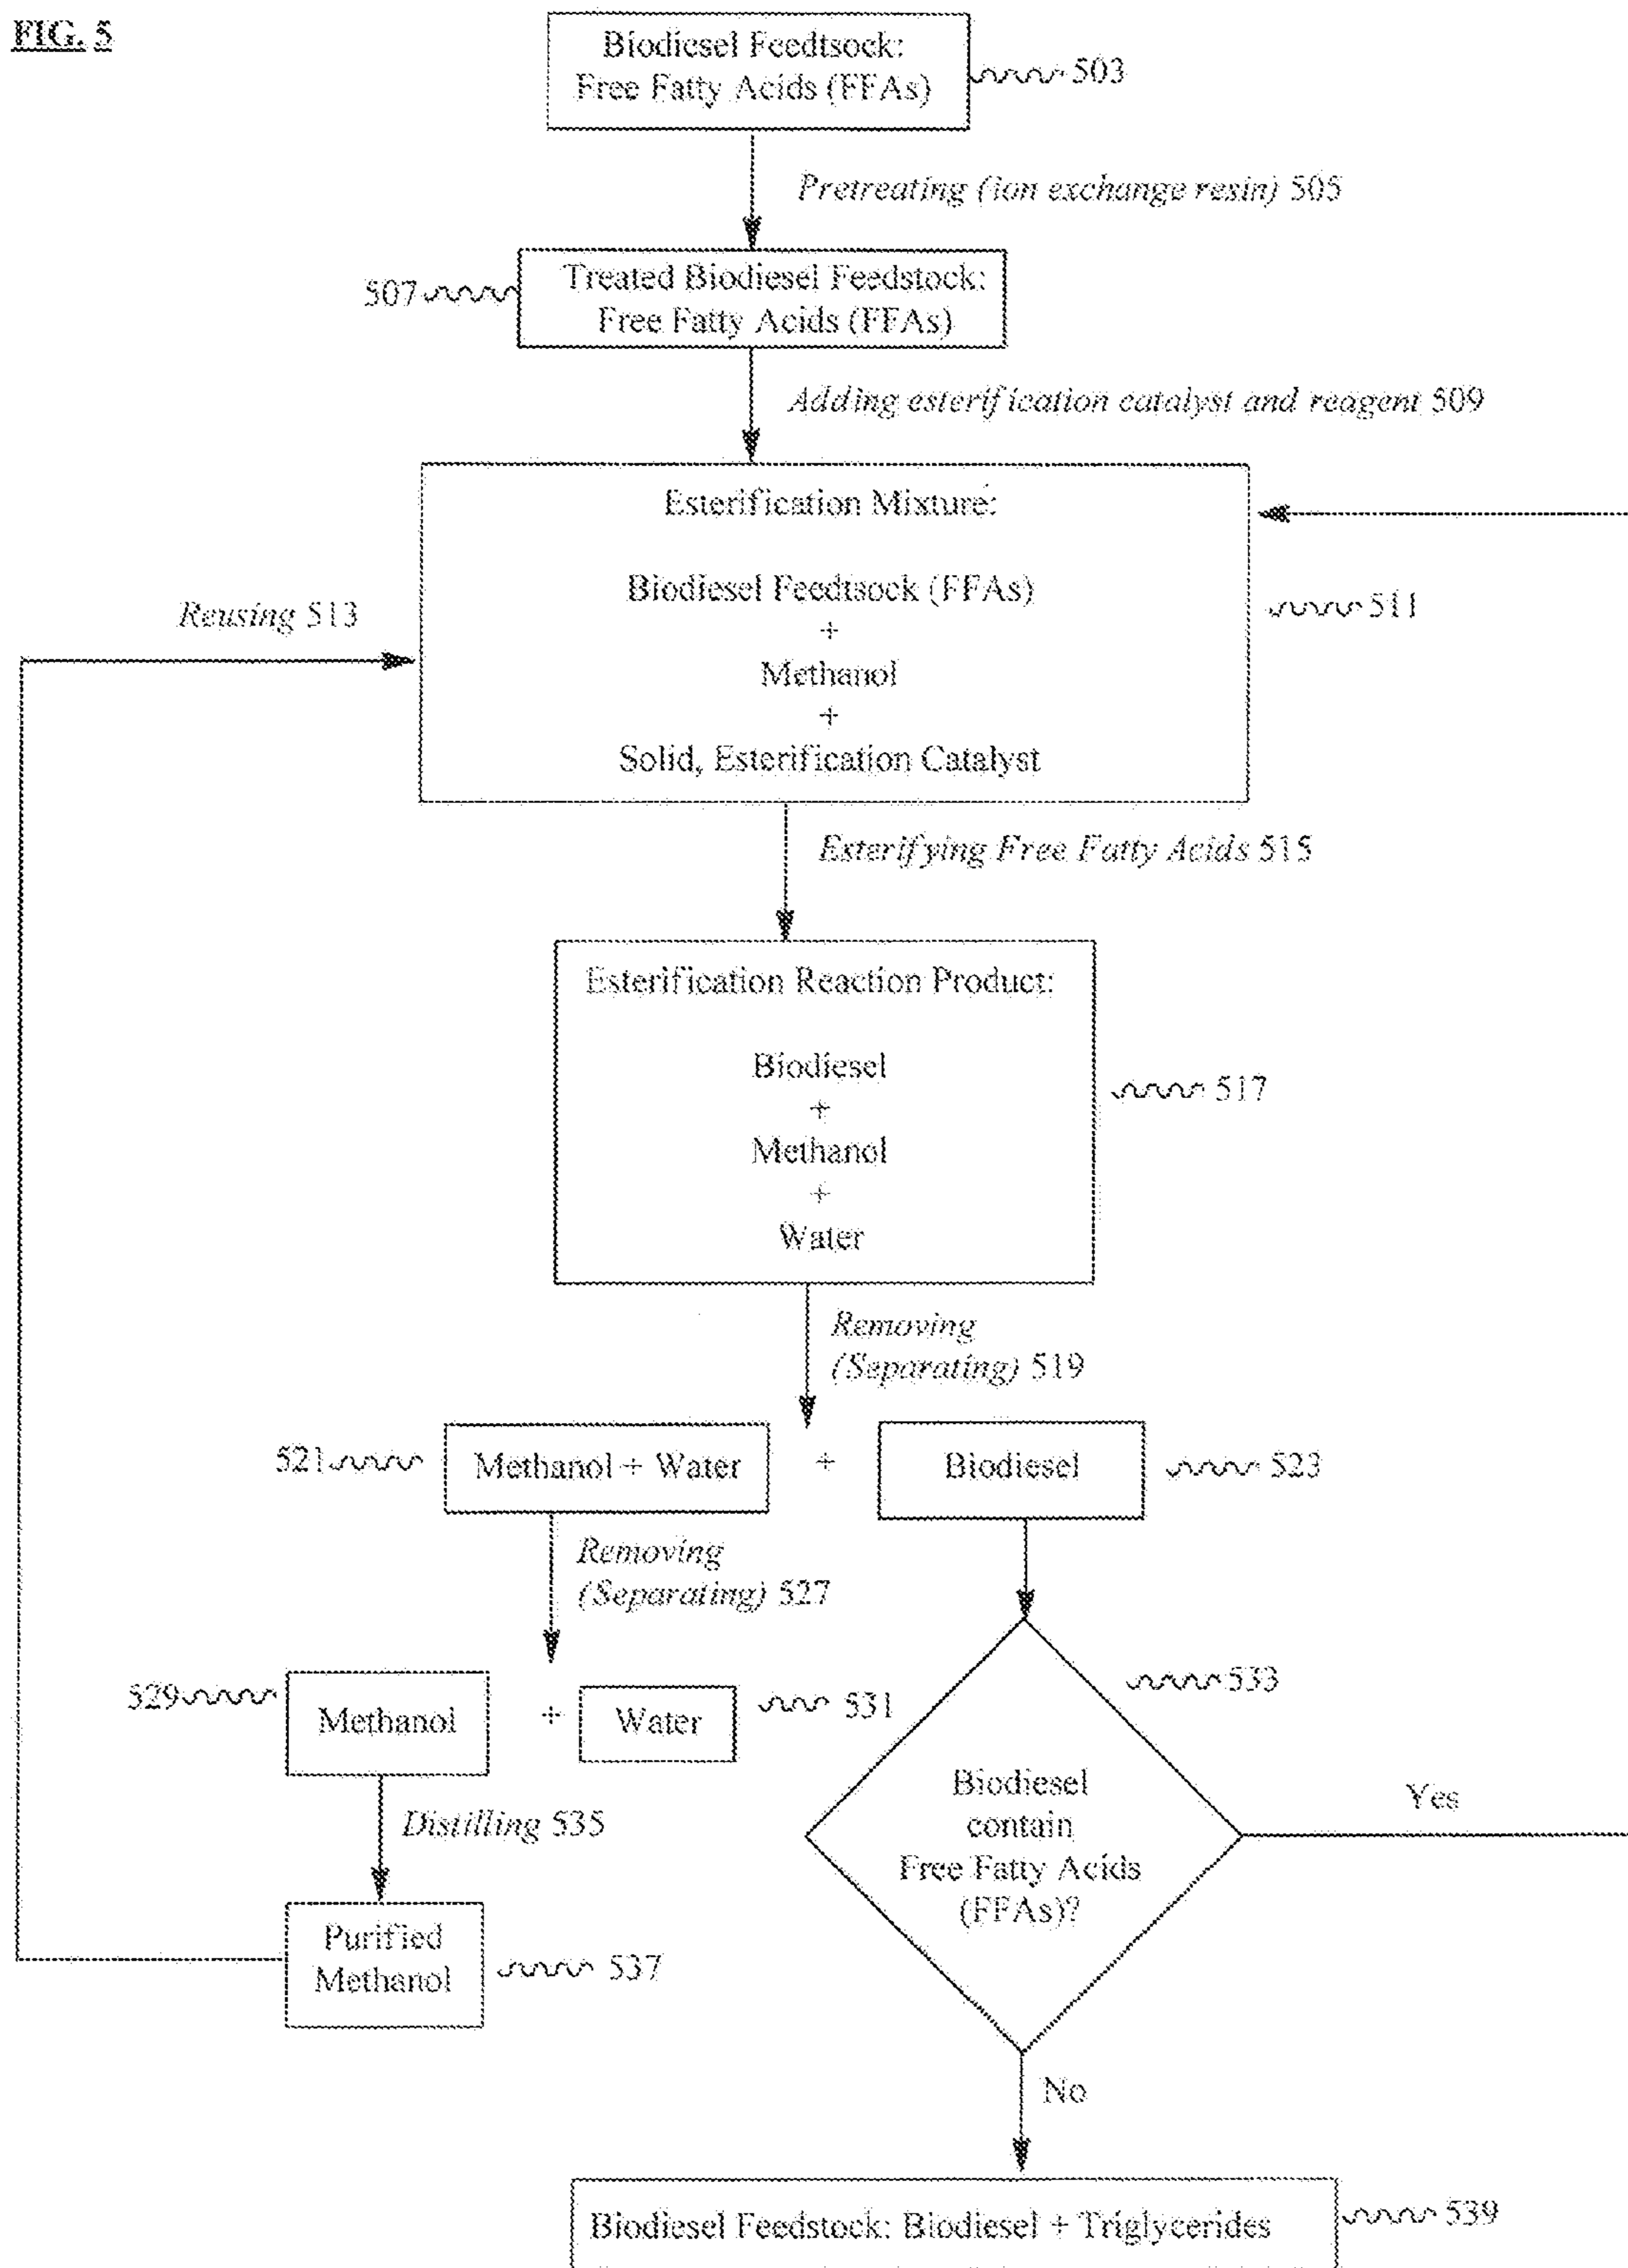 FIG. 5
Biodiesel Feedtsock:
Free Fatty Acids (FFAs)
503
Pretreating (ion exchange resin) 505
507
Treated Biodiesel Feedstock:
Free Fatty Acids (FFAs)
Adding esterification catalyst and reagent 509
Esterification Mixture:
Biodiesel Feedtsock (FFAs)
+
Methanol
+
Solid, Esterification Catalyst
511
Reusing 513
Esterifying Free Fatty Acids 515
Esterification Reaction Product:
Biodiesel
+
Methanol
+
Water
517
Removing
(Separating) 519
521
Methanol + Water
+
Biodiesel
523
Removing
(Separating) 527
529
Methanol
+
Water
531
533
Biodiesel
contain
Free Fatty Acids
(FFAs)?
Yes
Distilling 535
Purified
Methanol
537
No
Biodiesel Feedstock: Biodiesel + Triglycerides
539